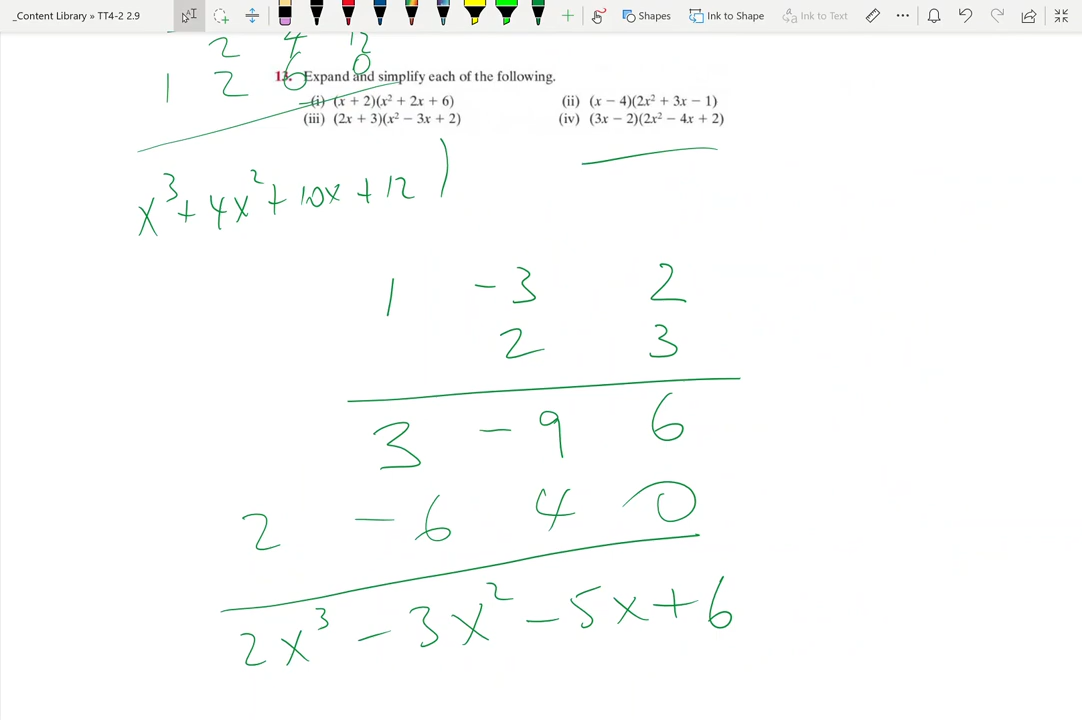 _Content Library » TT4-2 2.9
Shapes
Ink to Shape
Ink to Text
2 4 12
1 2 6 0
13. Expand and simplify each of the following.
(i) (x + 2)(x² + 2x + 6)
(ii) (x − 4)(2x² + 3x − 1)
(iii) (2x + 3)(x² − 3x + 2)
(iv) (3x − 2)(2x² − 4x + 2)
x³ + 4x² + 10x + 12 )
1 −3 2
2 3
3 −9 6
2 −6 4 0
2x³ − 3x² − 5x + 6